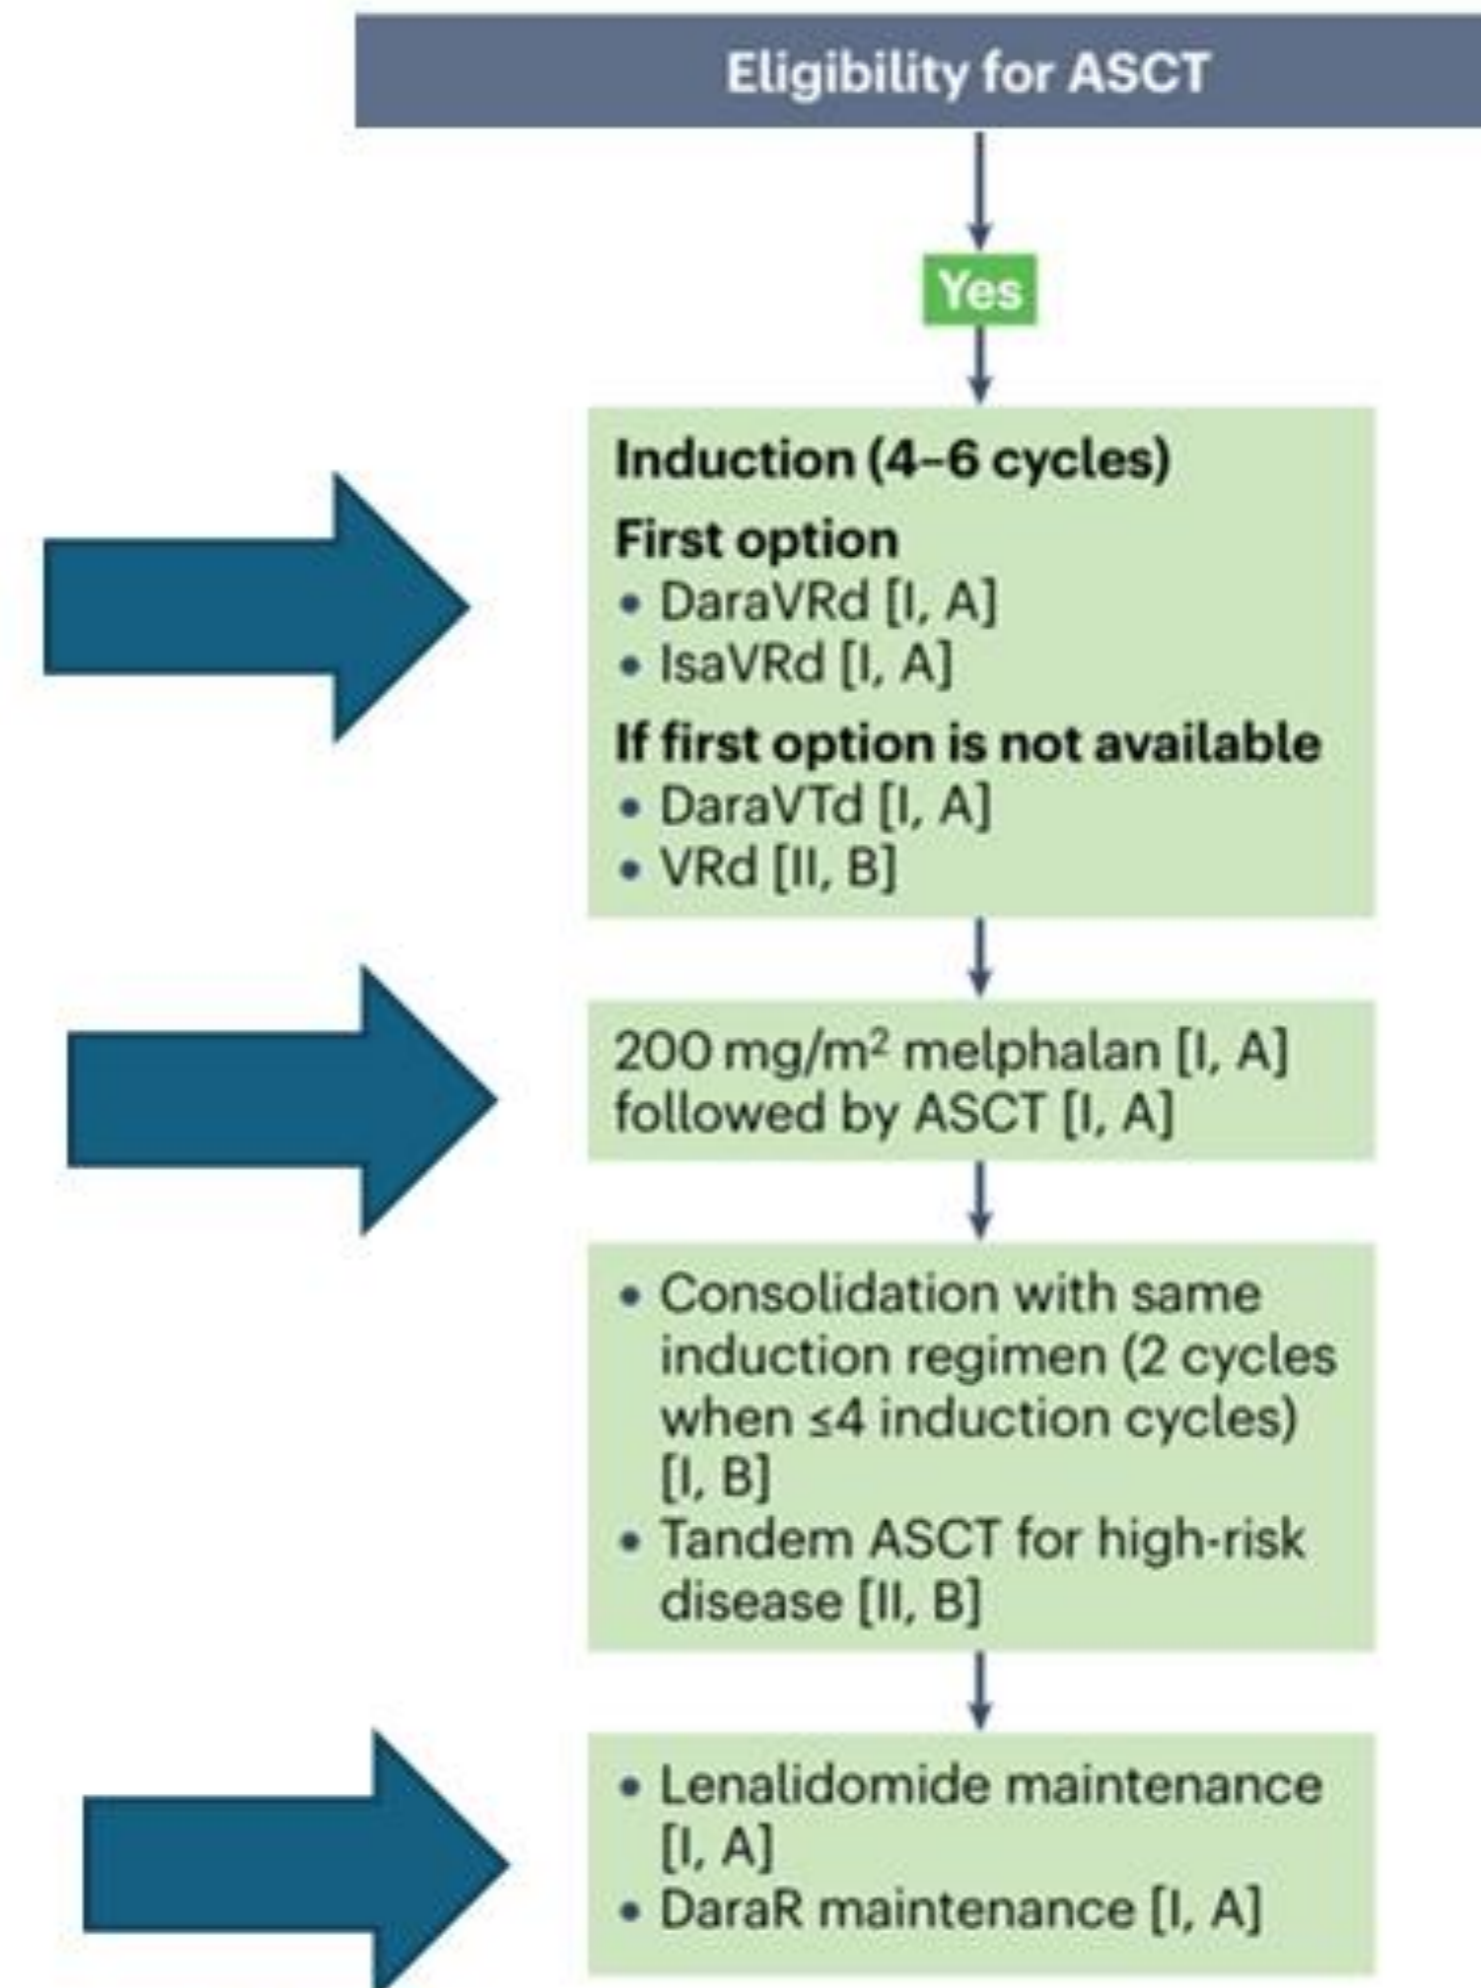 Eligibility for ASCT
Yes
Induction (4–6 cycles)
First option
• DaraVRd [I, A]
• IsaVRd [I, A]
If first option is not available
• DaraVTd [I, A]
• VRd [II, B]
200 mg/m² melphalan [I, A]
followed by ASCT [I, A]
• Consolidation with same
induction regimen (2 cycles
when ≤4 induction cycles)
[I, B]
• Tandem ASCT for high-risk
disease [II, B]
• Lenalidomide maintenance
[I, A]
• DaraR maintenance [I, A]